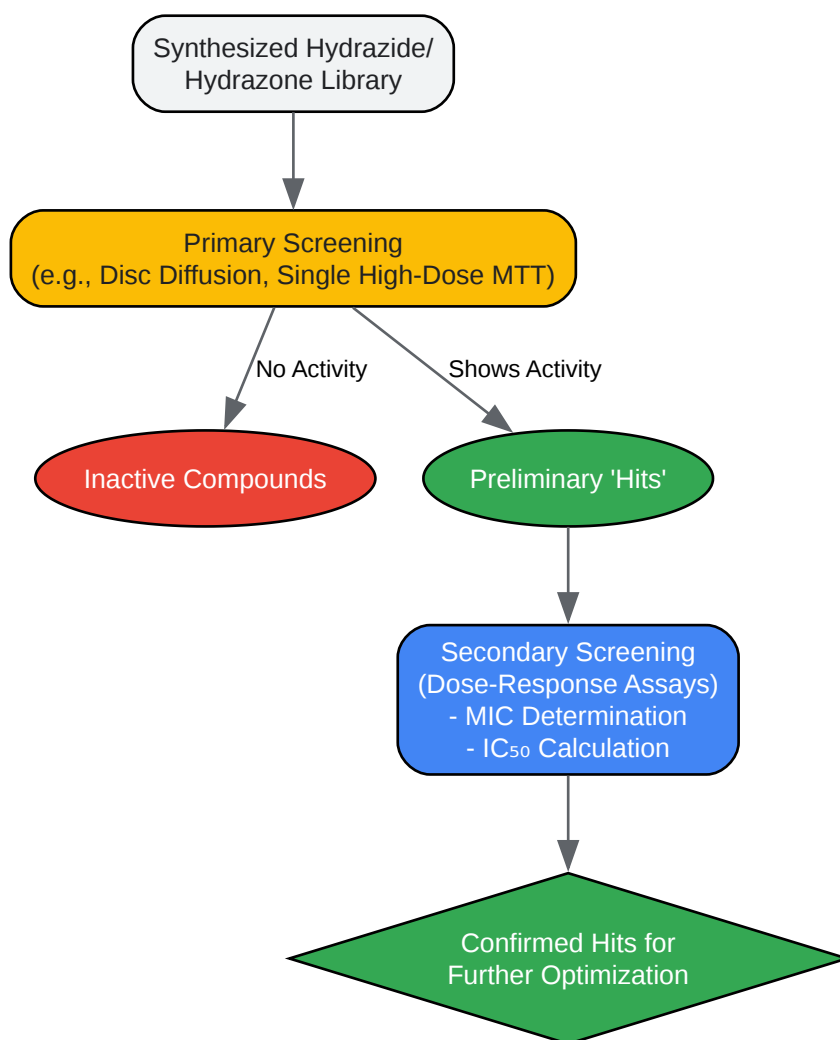 Synthesized Hydrazide/
Hydrazone Library
Primary Screening
(e.g., Disc Diffusion, Single High-Dose MTT)
No Activity
Shows Activity
Inactive Compounds
Preliminary 'Hits'
Secondary Screening
(Dose-Response Assays)
- MIC Determination
- IC₅₀ Calculation
Confirmed Hits for
Further Optimization